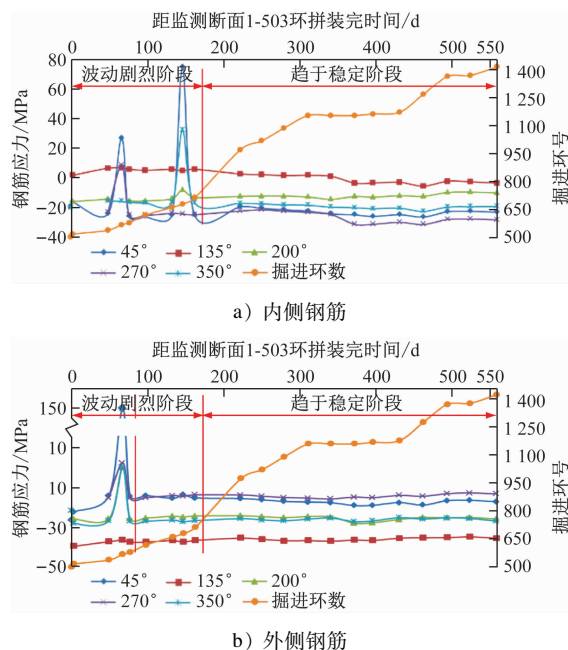 距监测断面1-503环拼装完时间/d
0 100 200 300 400 500 550
80 波动剧烈阶段 趋于稳定阶段 1 400
60 1 250
40 1 100
20 950
0 800
-20 650
-40 500
钢筋应力/MPa
掘进环号
45° 135° 200°
270° 350° 掘进环数
a）内侧钢筋
距监测断面1-503环拼装完时间/d
0 100 200 300 400 500 550
150 波动剧烈阶段 趋于稳定阶段 1 400
1 250
10 1 100
10 950
-30 800
650
-50 500
钢筋应力/MPa
掘进环号
45° 135° 200°
270° 350° 掘进环数
b）外侧钢筋